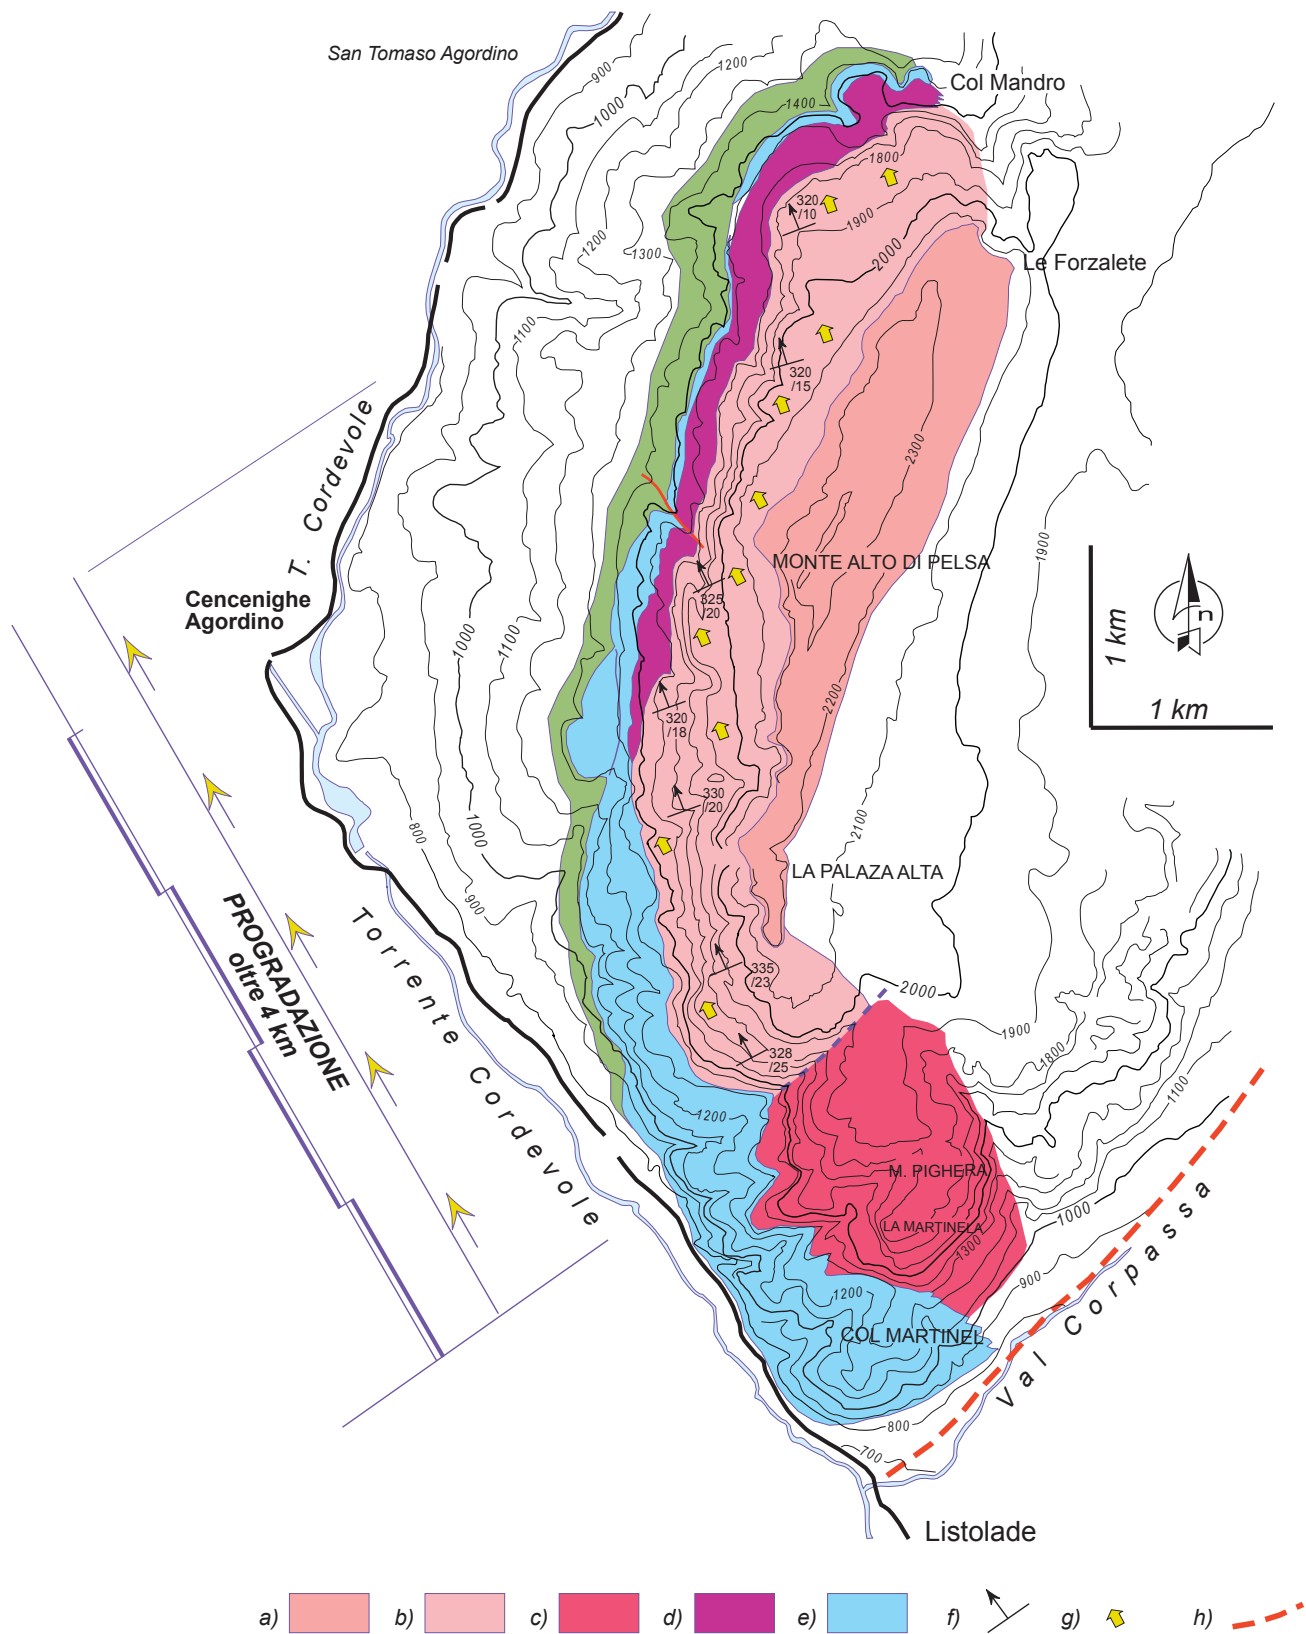 San Tomaso Agordino
900
1200
1000
Col Mandro
1400
1800
320
/10
1900
1200
1300
2000
Le Forzalete
1100
320
/15
T. Cordevole
2300
1900
MONTE ALTO DI PELSA
Cencenighe
Agordino
325
/20
1000
1100
1 km
n
1 km
2200
320
/18
330
/20
800
1000
2100
LA PALAZA ALTA
900
PROGRADAZIONE
oltre 4 km
Torrente Cordevole
335
/23
2000
1900
328
/25
1800
1100
1200
M. PIGHERA
LA MARTINELA
1000
1300
900
1200
COL MARTINEL
Val Corpassa
800
700
Listolade
a)
b)
c)
d)
e)
f)
g)
h)